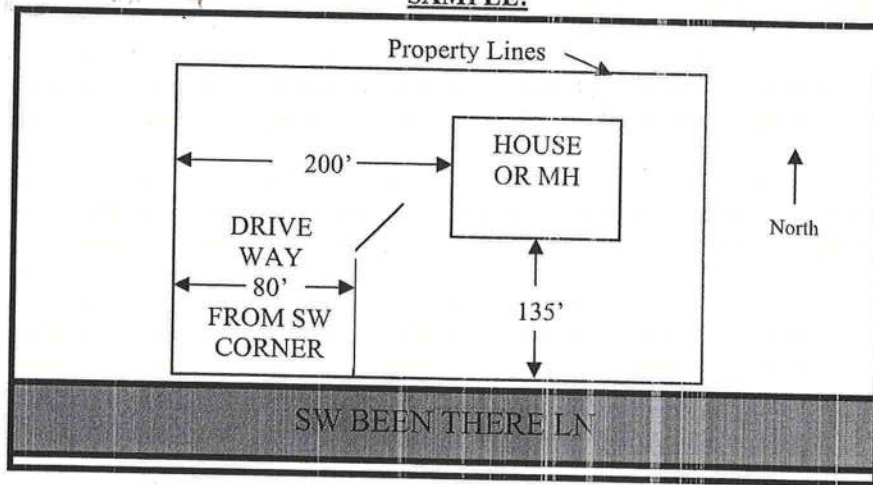 SAMPLE:
Property Lines
HOUSE
OR MH
200’
North
DRIVE
WAY
80’
FROM SW
CORNER
135’
SW BEEN THERE LN